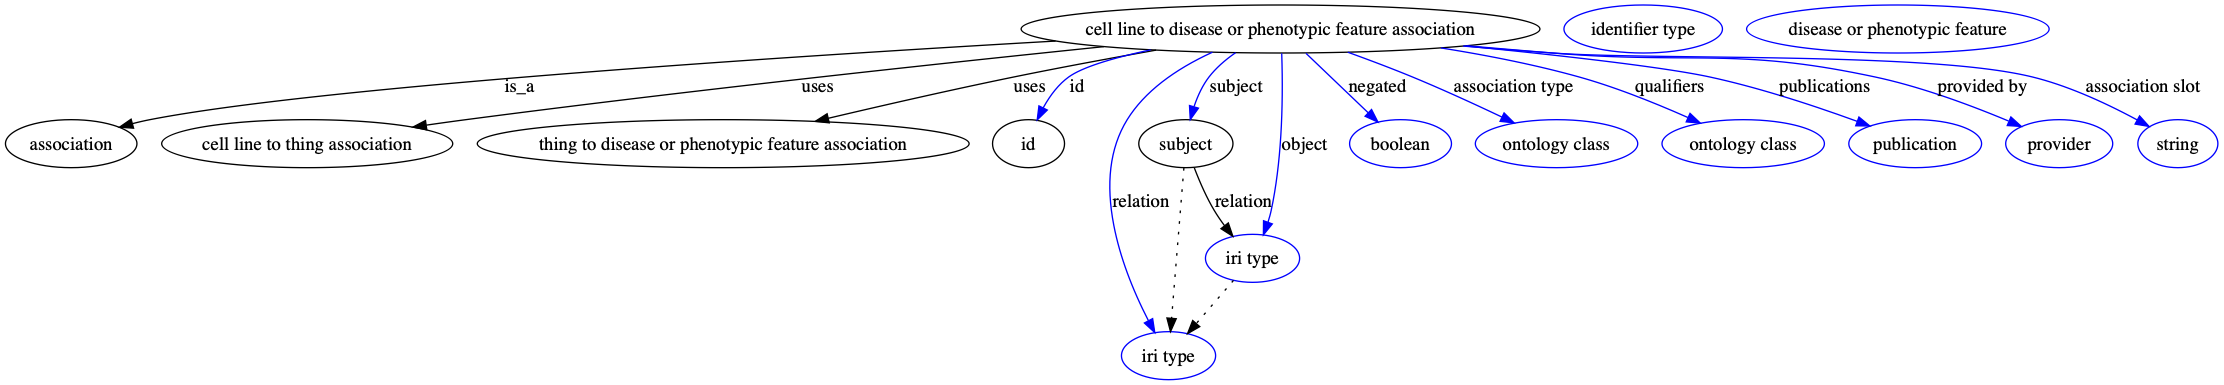 cell line to disease or phenotypic feature association
identifier type
disease or phenotypic feature
is_a
uses
uses
id
subject
negated
association type
qualifiers
publications
provided by
association slot
association
cell line to thing association
thing to disease or phenotypic feature association
id
subject
object
boolean
ontology class
ontology class
publication
provider
string
relation
relation
iri type
iri type